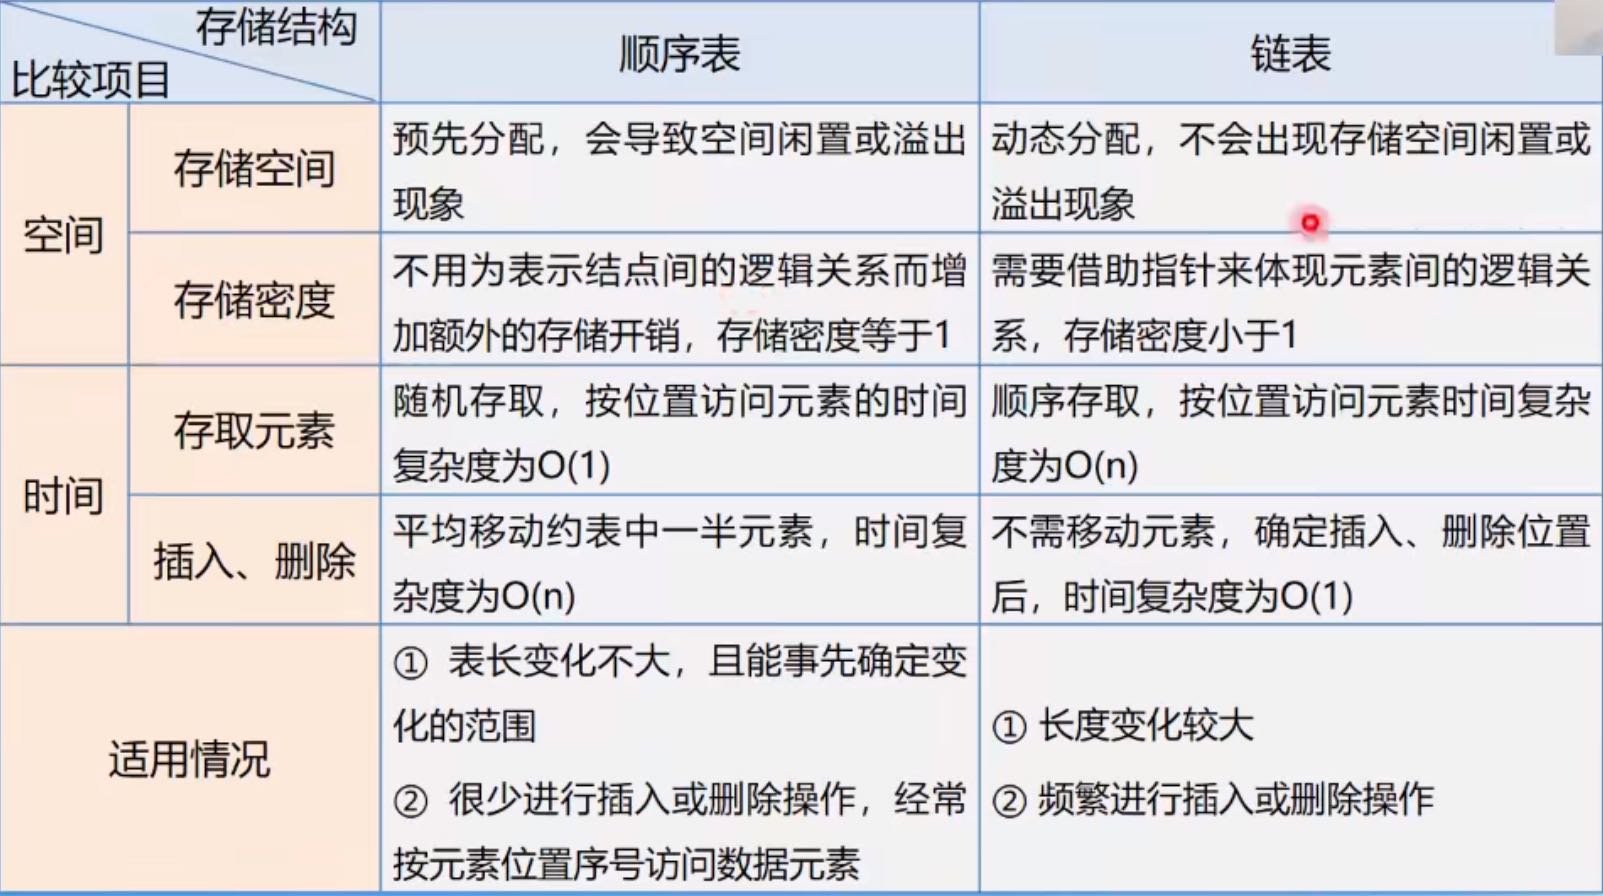 存储结构
比较项目
顺序表
链表
空间
存储空间
预先分配，会导致空间闲置或溢出
现象
动态分配，不会出现存储空间闲置或
溢出现象
存储密度
不用为表示结点间的逻辑关系而增
加额外的存储开销，存储密度等于1
需要借助指针来体现元素间的逻辑关
系，存储密度小于1
时间
存取元素
随机存取，按位置访问元素的时间
复杂度为O(1)
顺序存取，按位置访问元素时间复杂
度为O(n)
插入、删除
平均移动约表中一半元素，时间复
杂度为O(n)
不需移动元素，确定插入、删除位置
后，时间复杂度为O(1)
适用情况
① 表长变化不大，且能事先确定变
化的范围
② 很少进行插入或删除操作，经常
按元素位置序号访问数据元素
① 长度变化较大
② 频繁进行插入或删除操作